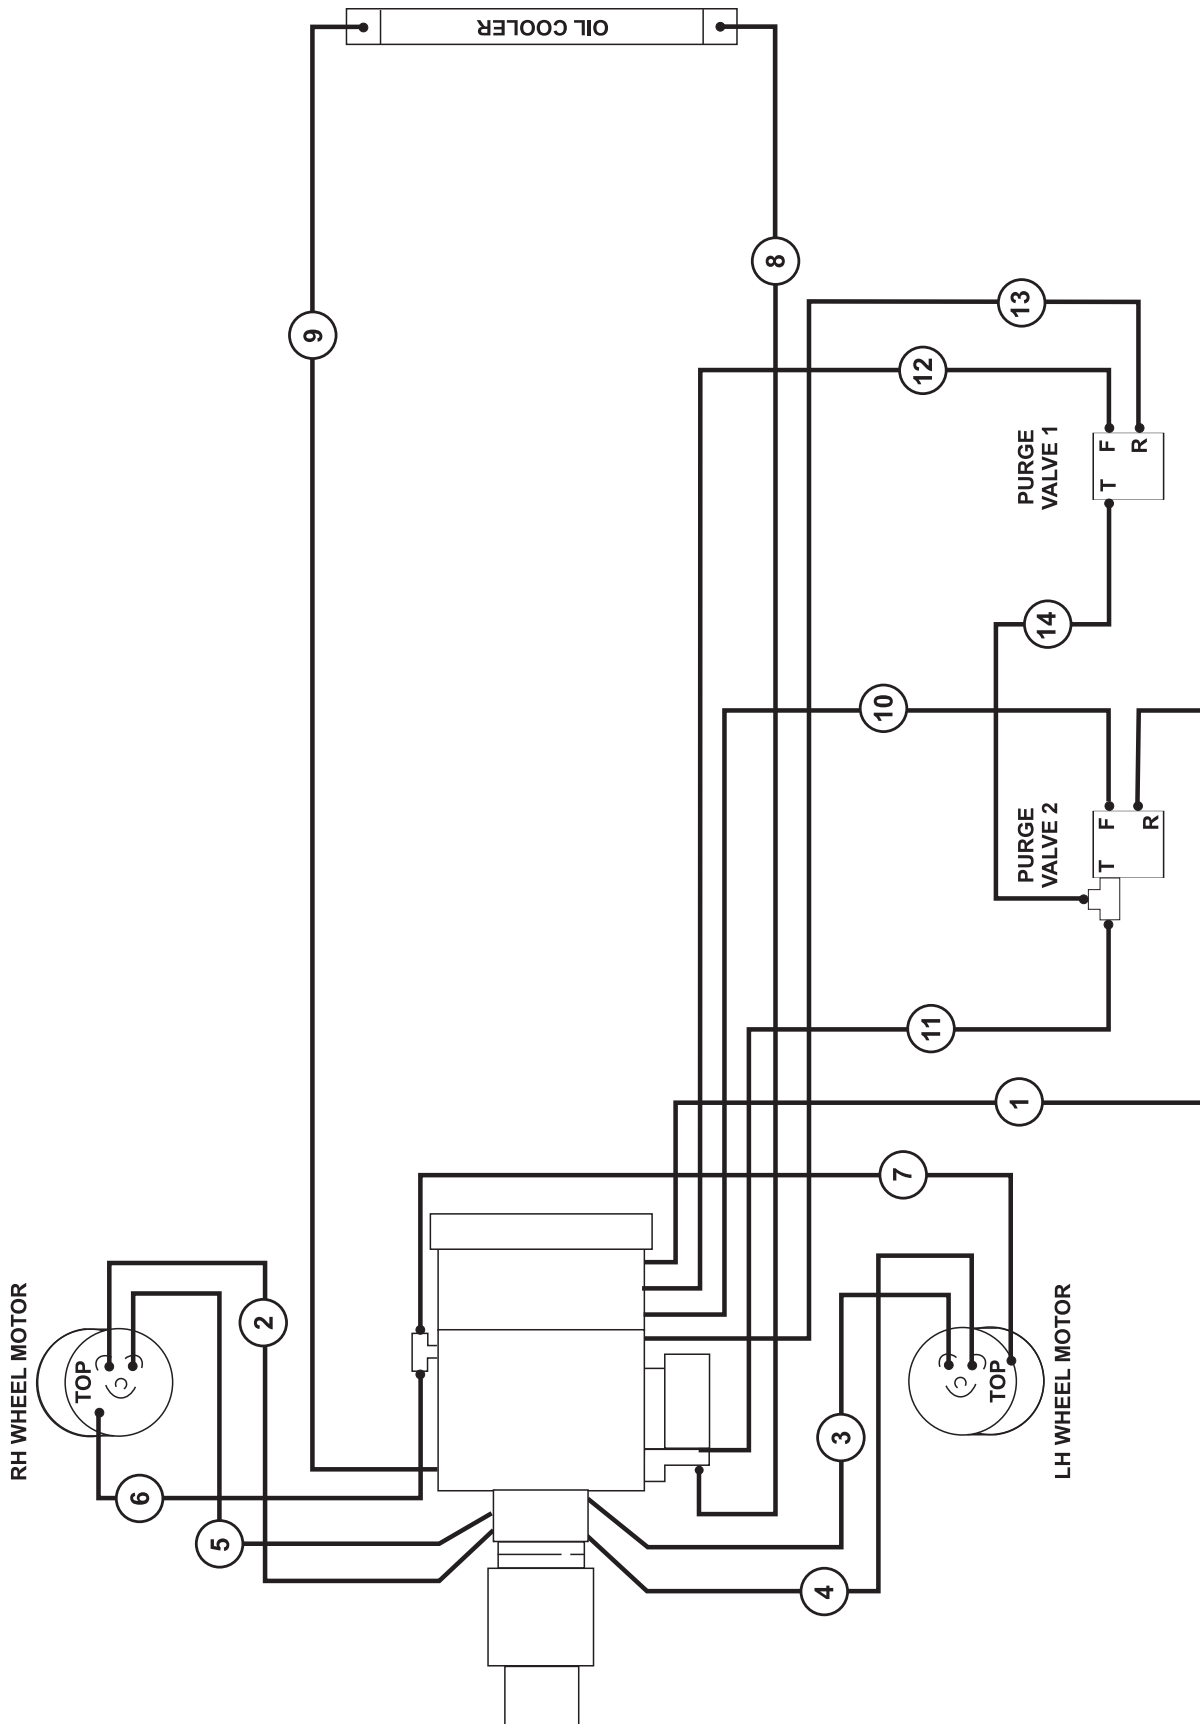 OIL COOLER
9
8
13
12
PURGE
VALVE 1
F
R
T
14
10
PURGE
VALVE 2
F
R
T
11
1
7
RH WHEEL MOTOR
TOP
2
6
5
LH WHEEL MOTOR
TOP
3
4